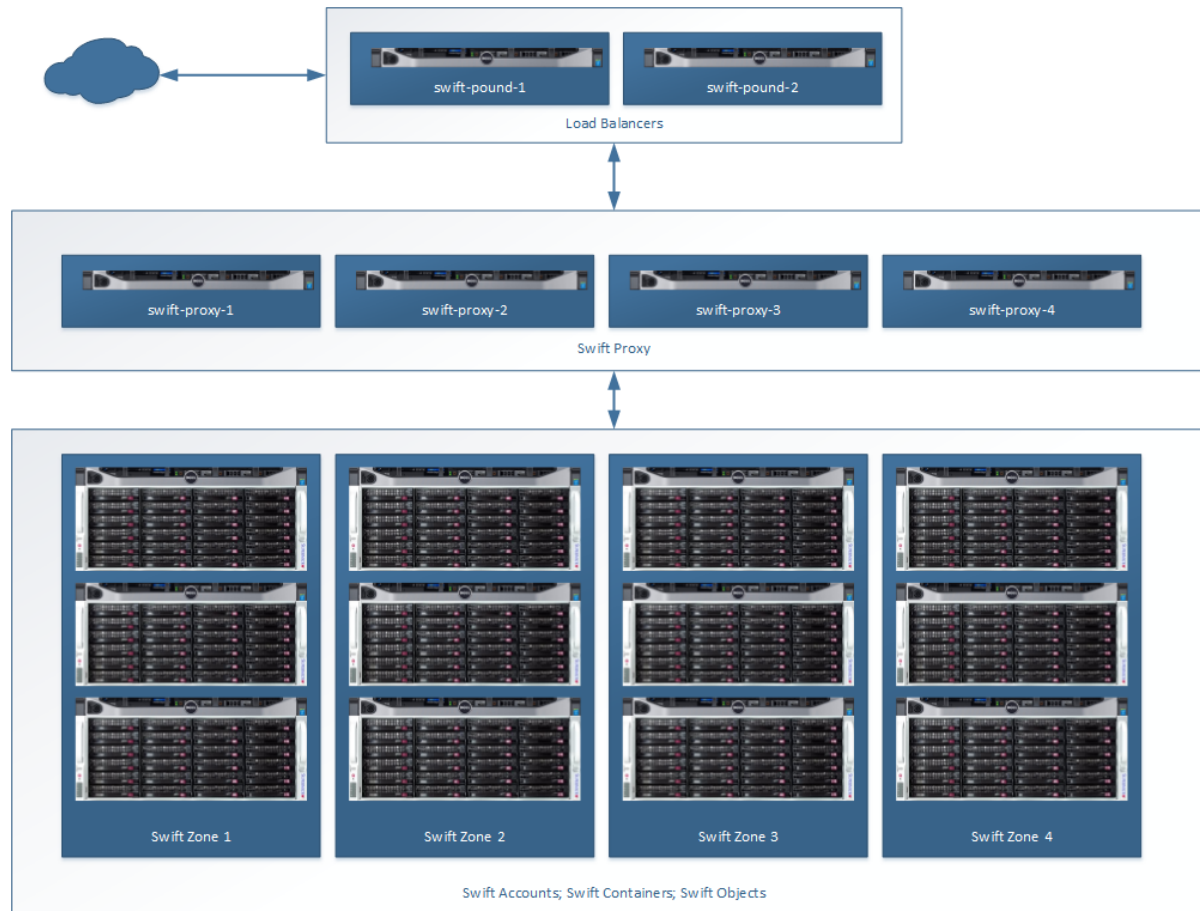 swift-pound-1
swift-pound-2
Load Balancers
swift-proxy-1
swift-proxy-2
swift-proxy-3
swift-proxy-4
Swift Proxy
Swift Zone 1
Swift Zone 2
Swift Zone 3
Swift Zone 4
Swift Accounts; Swift Containers; Swift Objects